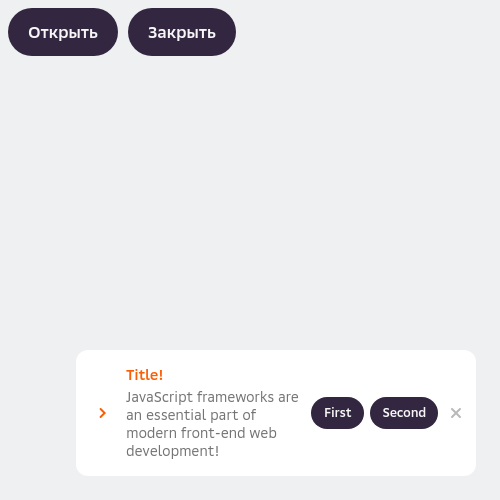 Открыть Закрыть
Title!
JavaScript frameworks are
an essential part of
modern front-end web
development!
First Second